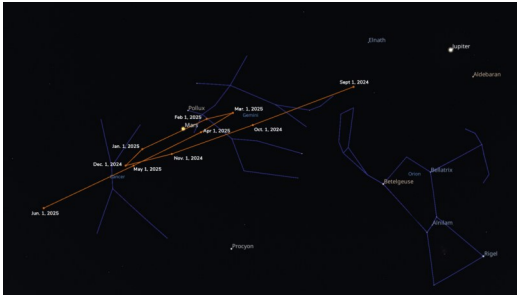 Elnath
Jupiter
Aldebaran
Sept 1, 2024
Pollux
Mar. 1, 2025
Feb 1, 2025
Gemini
Mars
Apr 1, 2025
Oct. 1, 2024
Jan. 1, 2025
Nov. 1, 2024
Dec. 1, 2024
May 1, 2025
Cancer
Bellatrix
Orion
Betelgeuse
Jun. 1, 2025
Alnilam
Procyon
Rigel